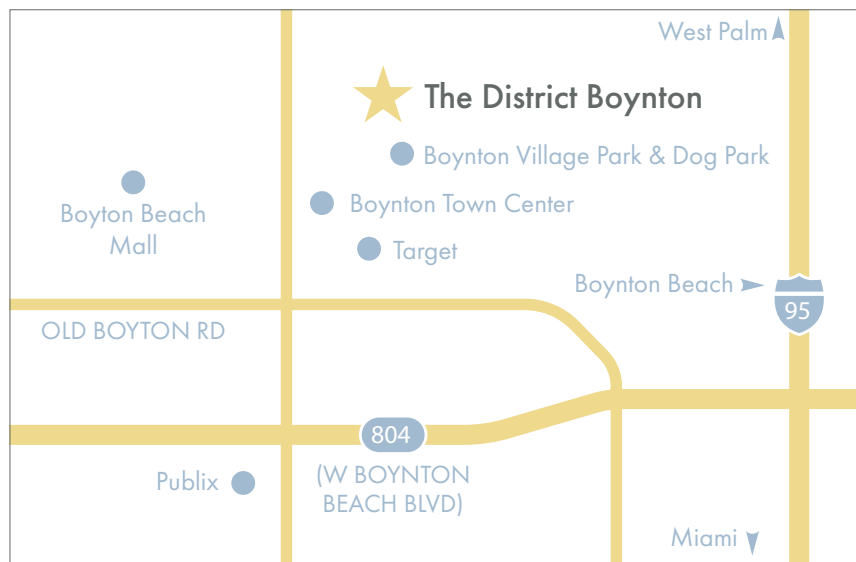 West Palm
The District Boynton
Boynton Village Park & Dog Park
Boynton Town Center
Boyton Beach
Mall
Target
Boynton Beach
95
OLD BOYTON RD
804
(W BOYNTON
BEACH BLVD)
Publix
Miami